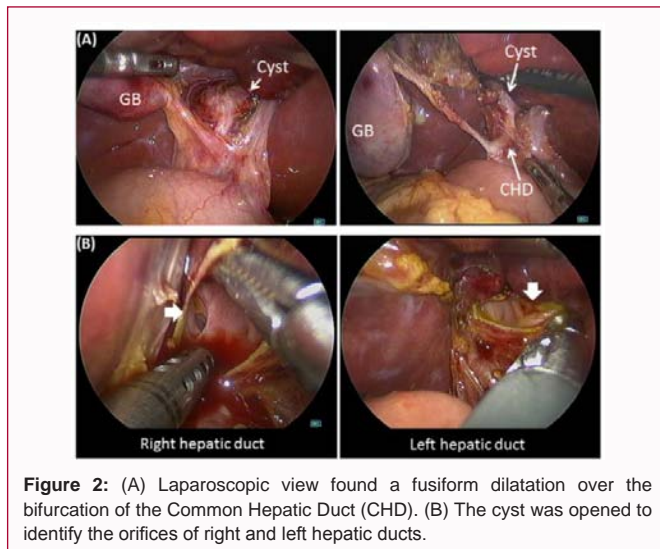 (A)
GB
Cyst
Cyst
GB
CHD
(B)
Right hepatic duct
Left hepatic duct
Figure 2: (A) Laparoscopic view found a fusiform dilatation over the
bifurcation of the Common Hepatic Duct (CHD). (B) The cyst was opened to
identify the orifices of right and left hepatic ducts.